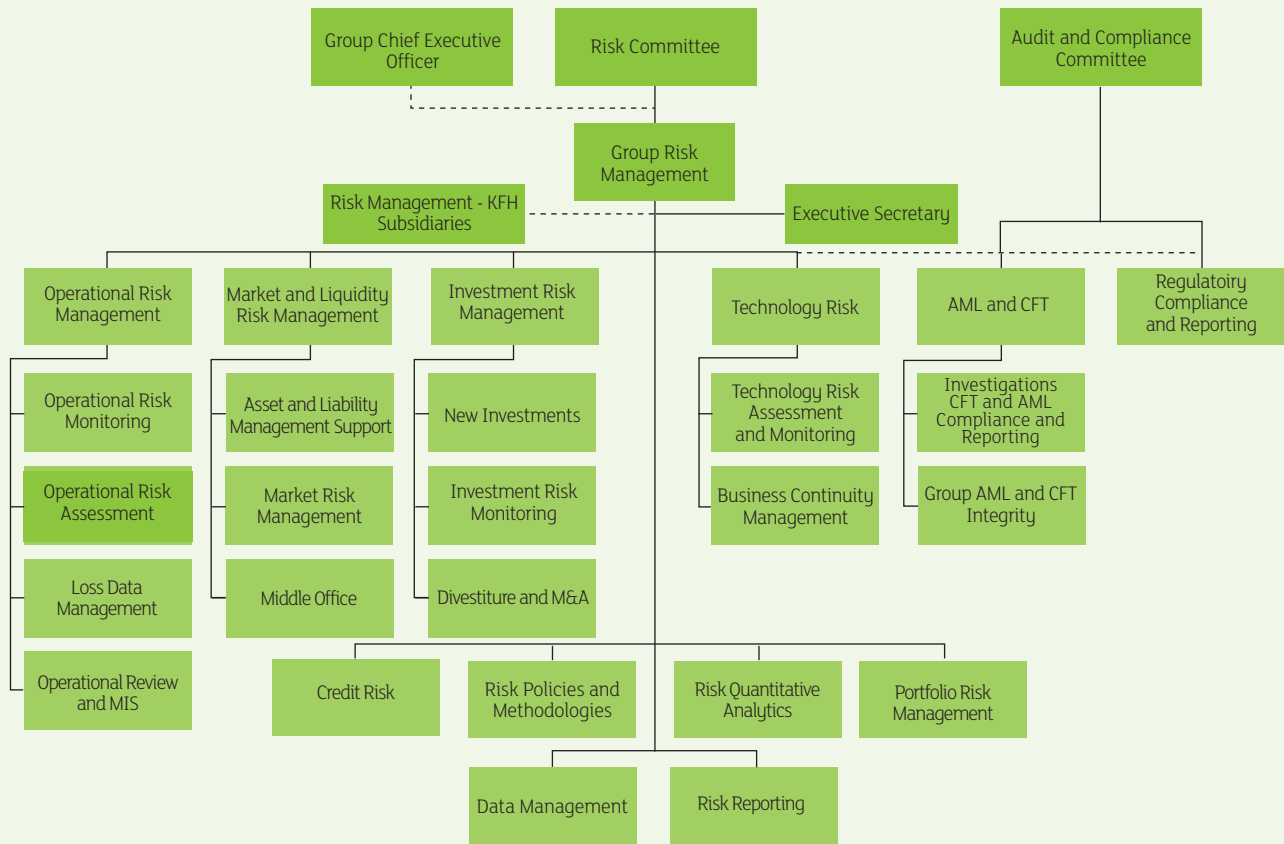 Group Chief Executive
Officer
Risk Committee
Audit and Compliance
Committee
Group Risk
Management
Risk Management - KFH
Subsidiaries
Executive Secretary
Operational Risk
Management
Market and Liquidity
Risk Management
Investment Risk
Management
Technology Risk
AML and CFT
Regulatoiry
Compliance
and Reporting
Operational Risk
Monitoring
Asset and Liability
Management Support
New Investments
Technology Risk
Assessment
and Monitoring
Investigations
CFT and AML
Compliance and
Reporting
Operational Risk
Assessment
Market Risk
Management
Investment Risk
Monitoring
Business Continuity
Management
Group AML and CFT
Integrity
Loss Data
Management
Middle Office
Divestiture and M&A
Operational Review
and MIS
Credit Risk
Risk Policies and
Methodologies
Risk Quantitative
Analytics
Portfolio Risk
Management
Data Management
Risk Reporting